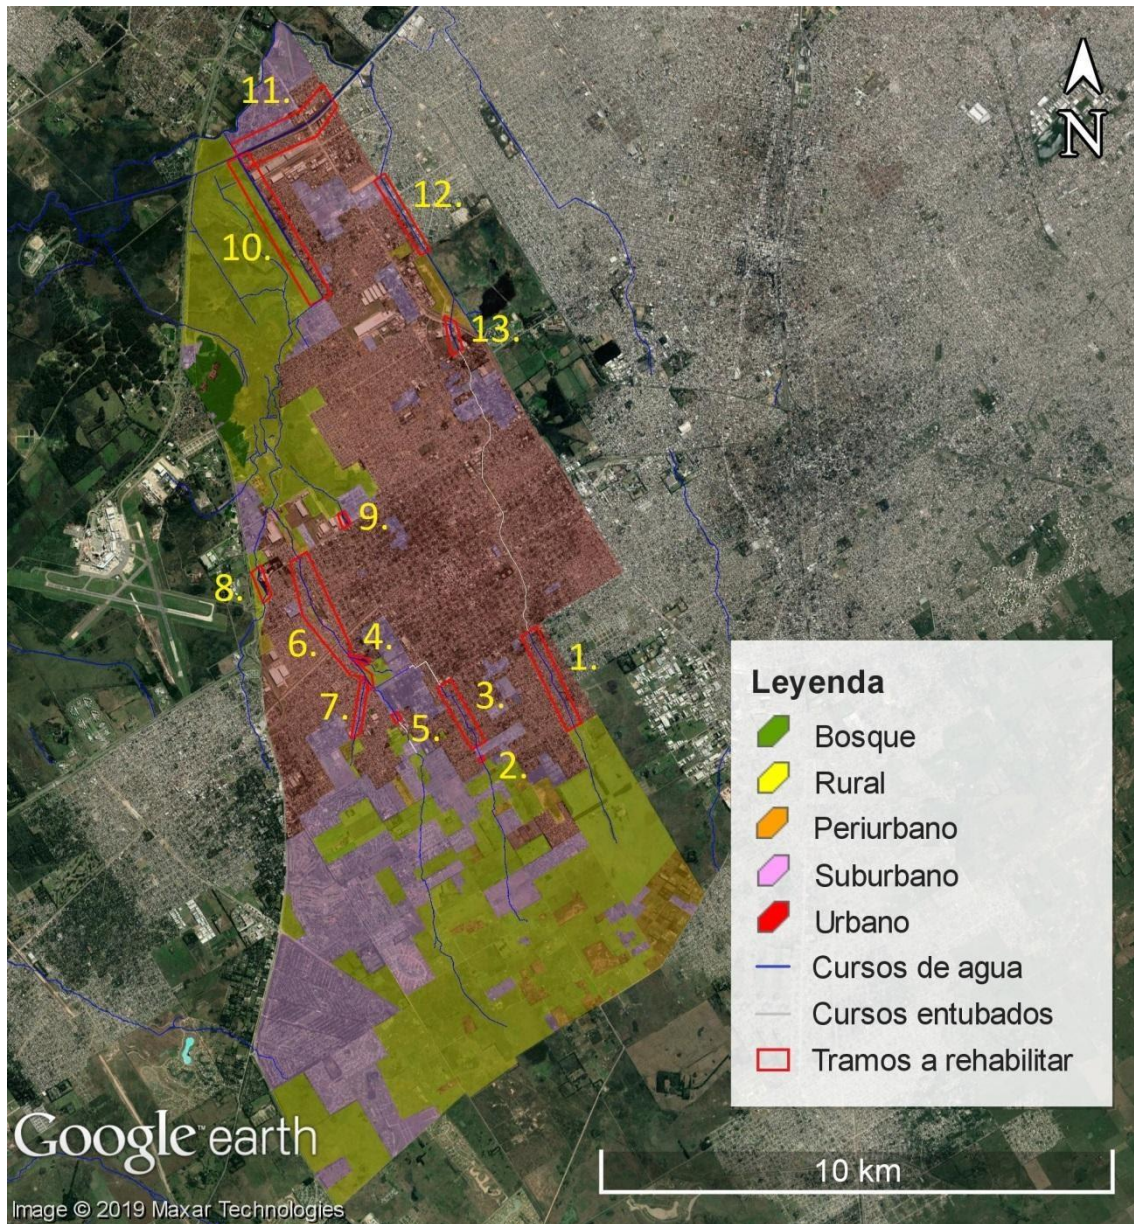 11.
N
12.
10.
13.
9.
8.
4.
6.
1.
3.
7.
5.
2.
Leyenda
Bosque
Rural
Periurbano
Suburbano
Urbano
Cursos de agua
Cursos entubados
Tramos a rehabilitar
Google earth
10 km
Image © 2019 Maxar Technologies